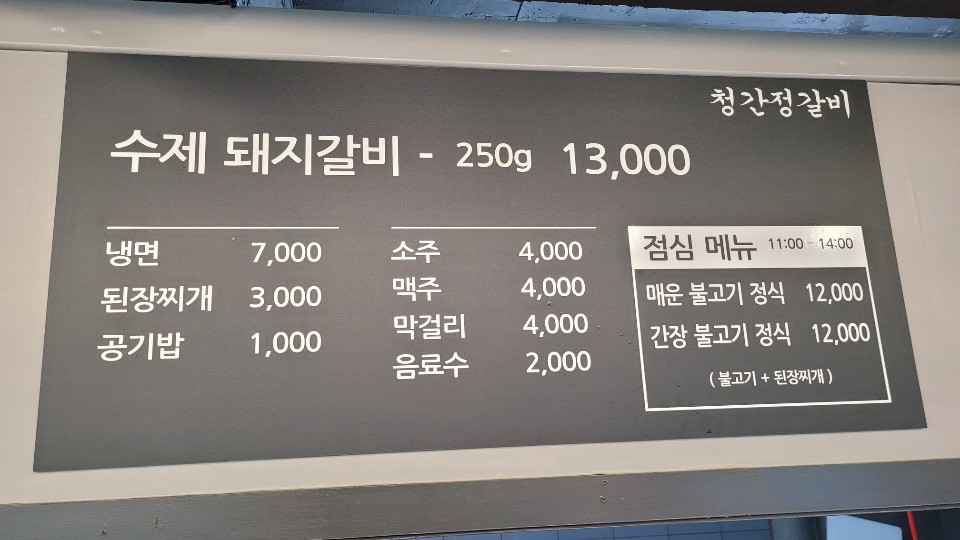 청간정갈비
수제 돼지갈비 - 250g 13,000
냉면 7,000
된장찌개 3,000
공기밥 1,000
소주 4,000
맥주 4,000
막걸리 4,000
음료수 2,000
점심 메뉴 11:00 - 14:00
매운 불고기 정식 12,000
간장 불고기 정식 12,000
( 불고기 + 된장찌개 )